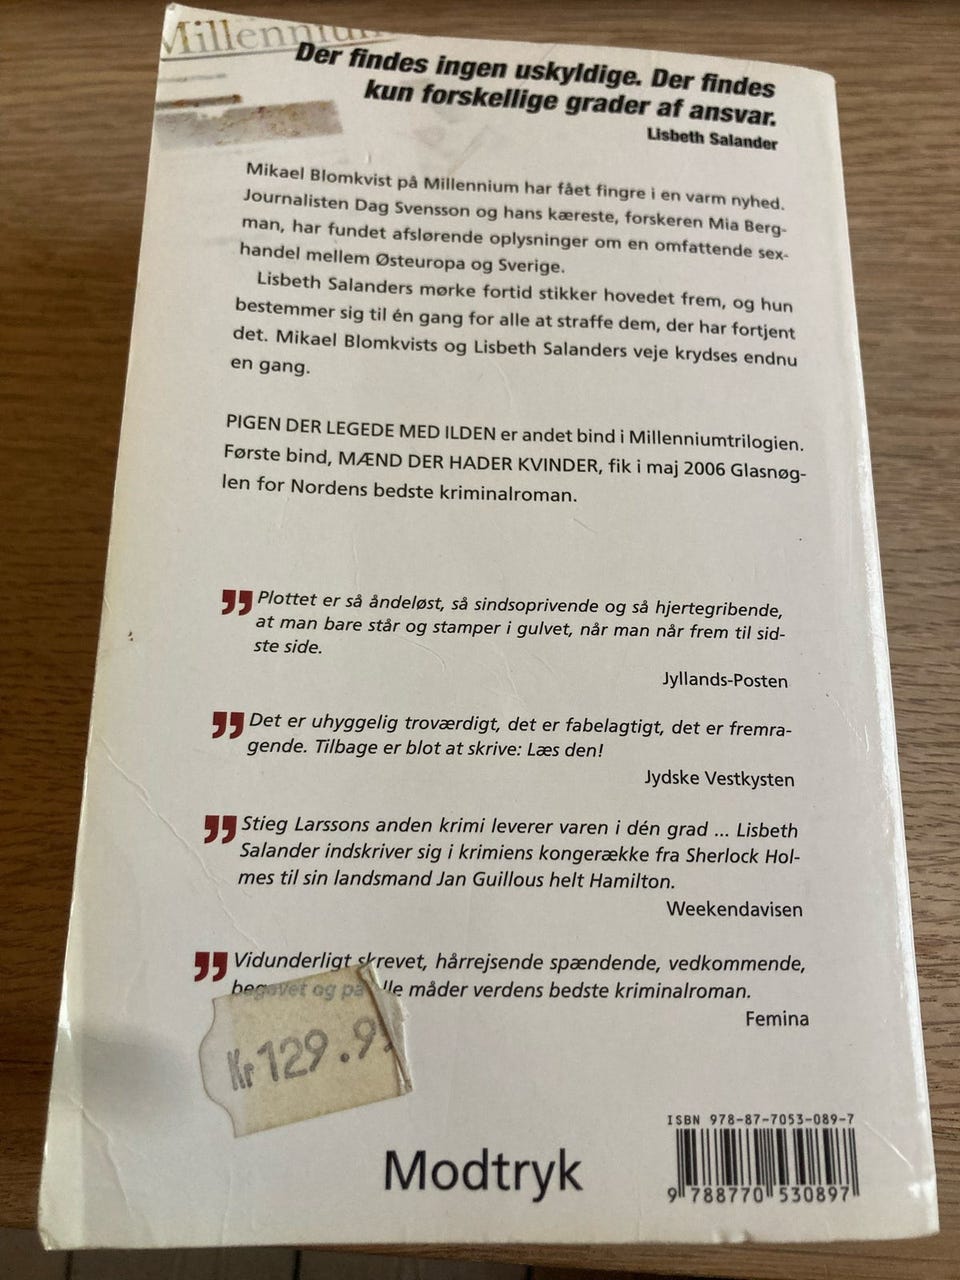 Millennium
Der findes ingen uskyldige. Der findes
kun forskellige grader af ansvar.
Lisbeth Salander
Mikael Blomkvist på Millennium har fået fingre i en varm nyhed.
Journalisten Dag Svensson og hans kæreste, forskeren Mia Berg-
man, har fundet afslørende oplysninger om en omfattende sex-
handel mellem Østeuropa og Sverige.
Lisbeth Salanders mørke fortid stikker hovedet frem, og hun
bestemmer sig til én gang for alle at straffe dem, der har fortjent
det. Mikael Blomkvists og Lisbeth Salanders veje krydses endnu
en gang.
PIGEN DER LEGEDE MED ILDEN er andet bind i Millenniumtrilogien.
Første bind, MÆND DER HADER KVINDER, fik i maj 2006 Glasnøg-
len for Nordens bedste kriminalroman.
" Plottet er så åndeløst, så sindsoprivende og så hjertegribende,
at man bare står og stamper i gulvet, når man når frem til sid-
ste side.
Jyllands-Posten
" Det er uhyggelig troværdigt, det er fabelagtigt, det er fremra-
gende. Tilbage er blot at skrive: Læs den!
Jydske Vestkysten
" Stieg Larssons anden krimi leverer varen i dén grad ... Lisbeth
Salander indskriver sig i krimiens kongerække fra Sherlock Hol-
mes til sin landsmand Jan Guillous helt Hamilton.
Weekendavisen
" Vidunderligt skrevet, hårrejsende spændende, vedkommende,
begavet og på alle måder verdens bedste kriminalroman.
Femina
Kr 129.95
ISBN 978-87-7053-089-7
Modtryk
9 788770 530897